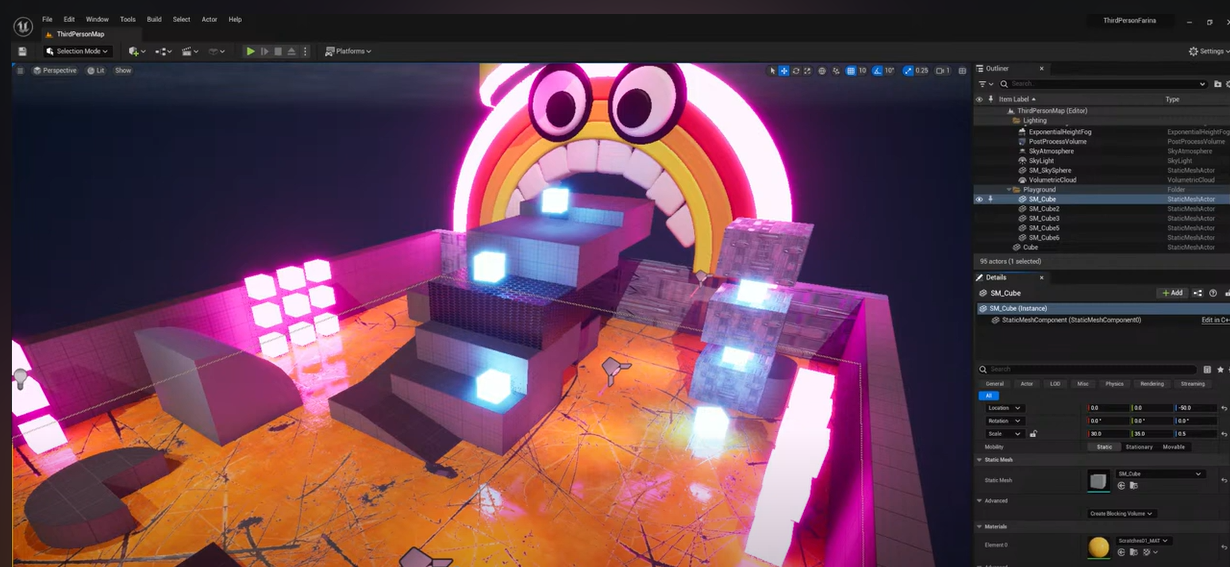 File Edit Window Tools Build Select Actor Help
ThirdPersonFarina
ThirdPersonMap
Selection Mode
Platforms
Settings
Perspective Lit Show
10 10° 0.25 1
Outliner
Search...
Item Label Type
ThirdPersonMap (Editor)
Lighting Folder
ExponentialHeightFog ExponentialHeightFog
PostProcessVolume PostProcessVolume
SkyAtmosphere SkyAtmosphere
SkyLight SkyLight
SM_SkySphere StaticMeshActor
VolumetricCloud VolumetricCloud
Playground Folder
SM_Cube StaticMeshActor
SM_Cube2 StaticMeshActor
SM_Cube3 StaticMeshActor
SM_Cube5 StaticMeshActor
SM_Cube6 StaticMeshActor
Cube StaticMeshActor
95 actors (1 selected)
Details
SM_Cube
+ Add
SM_Cube (Instance)
StaticMeshComponent (StaticMeshComponent0) Edit in C+
Search
General Actor LOD Misc Physics Rendering Streaming
All
Location 0.0 0.0 -50.0
Rotation 0.0° 0.0° 0.0°
Scale 30.0 35.0 0.5
Mobility Static Stationary Movable
Static Mesh
Static Mesh SM_Cube
Advanced
Create Blocking Volume
Materials
Element 0 Scratches01_MAT